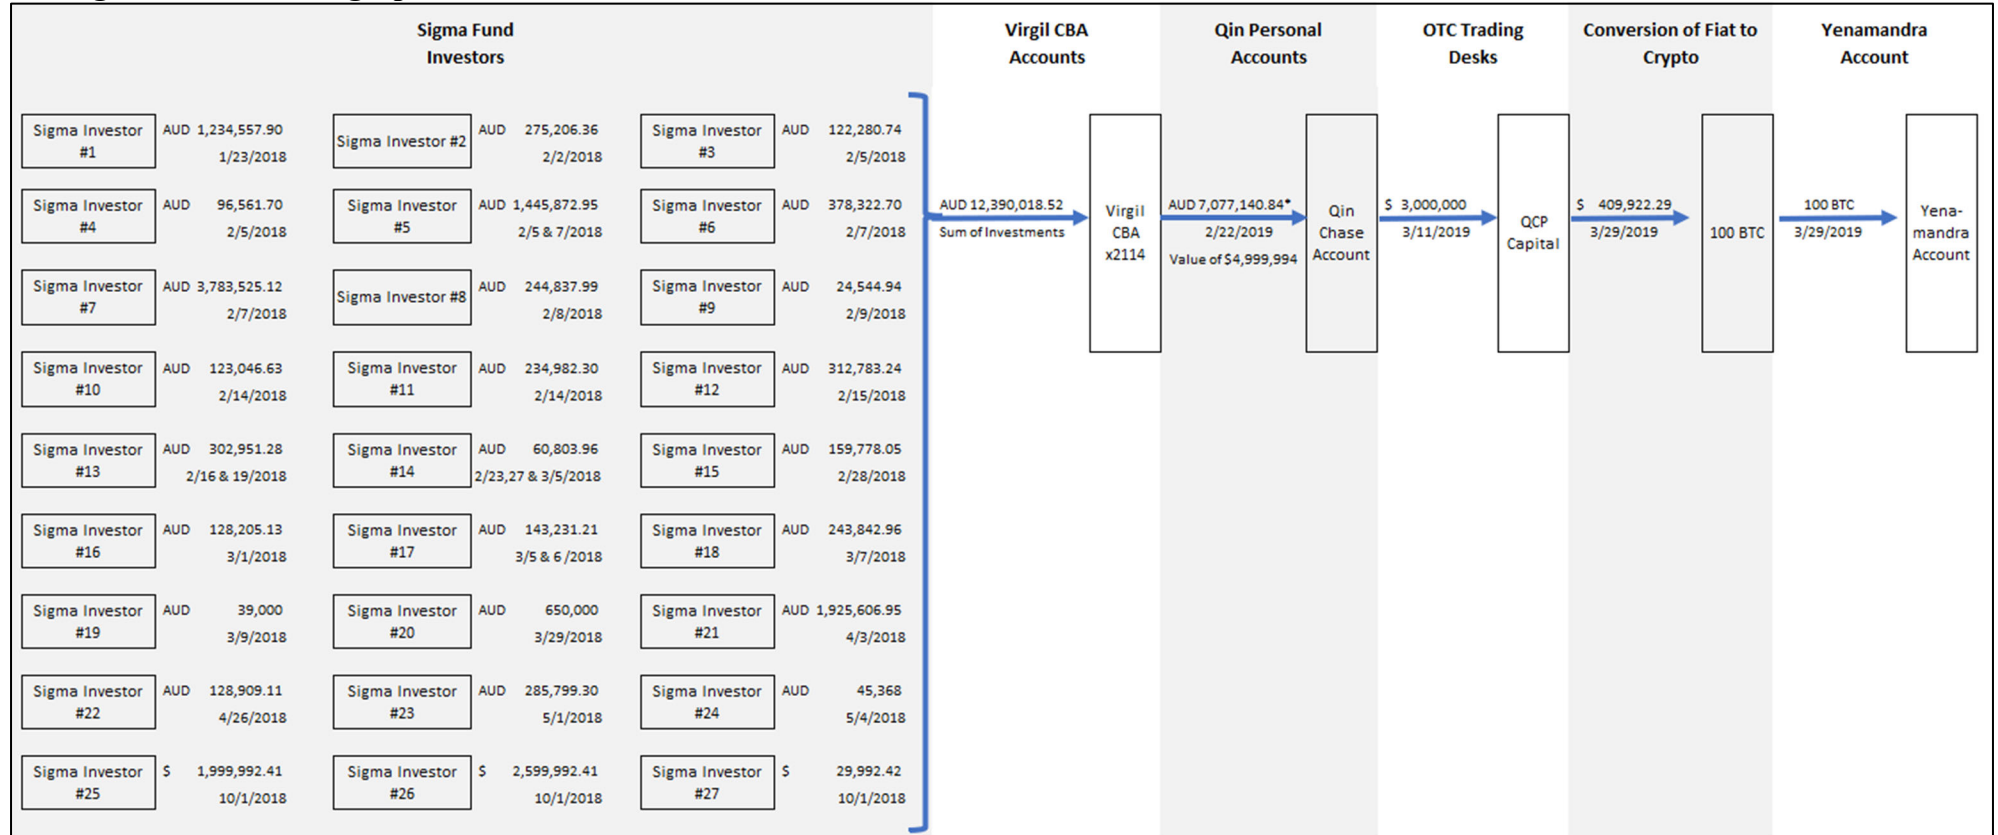 Sigma Fund
Investors
Virgil CBA
Accounts
Qin Personal
Accounts
OTC Trading
Desks
Conversion of Fiat to
Crypto
Yenamandra
Account
Sigma Investor
#1
AUD 1,234,557.90
1/23/2018
Sigma Investor #2
AUD 275,206.36
2/2/2018
Sigma Investor
#3
AUD 122,280.74
2/5/2018
Sigma Investor
#4
AUD 96,561.70
2/5/2018
Sigma Investor
#5
AUD 1,445,872.95
2/5 & 7/2018
Sigma Investor
#6
AUD 378,322.70
2/7/2018
Sigma Investor
#7
AUD 3,783,525.12
2/7/2018
Sigma Investor #8
AUD 244,837.99
2/8/2018
Sigma Investor
#9
AUD 24,544.94
2/9/2018
Sigma Investor
#10
AUD 123,046.63
2/14/2018
Sigma Investor
#11
AUD 234,982.30
2/14/2018
Sigma Investor
#12
AUD 312,783.24
2/15/2018
Sigma Investor
#13
AUD 302,951.28
2/16 & 19/2018
Sigma Investor
#14
AUD 60,803.96
2/23,27 & 3/5/2018
Sigma Investor
#15
AUD 159,778.05
2/28/2018
Sigma Investor
#16
AUD 128,205.13
3/1/2018
Sigma Investor
#17
AUD 143,231.21
3/5 & 6/2018
Sigma Investor
#18
AUD 243,842.96
3/7/2018
Sigma Investor
#19
AUD 39,000
3/9/2018
Sigma Investor
#20
AUD 650,000
3/29/2018
Sigma Investor
#21
AUD 1,925,606.95
4/3/2018
Sigma Investor
#22
AUD 128,909.11
4/26/2018
Sigma Investor
#23
AUD 285,799.30
5/1/2018
Sigma Investor
#24
AUD 45,368
5/4/2018
Sigma Investor
#25
$ 1,999,992.41
10/1/2018
Sigma Investor
#26
$ 2,599,992.41
10/1/2018
Sigma Investor
#27
$ 29,992.42
10/1/2018
AUD 12,390,018.52
Sum of Investments
Virgil
CBA
x2114
AUD 7,077,140.84*
2/22/2019
Value of $4,999,994
Qin
Chase
Account
$ 3,000,000
3/11/2019
QCP
Capital
$ 409,922.29
3/29/2019
100 BTC
100 BTC
3/29/2019
Yena-
mandra
Account